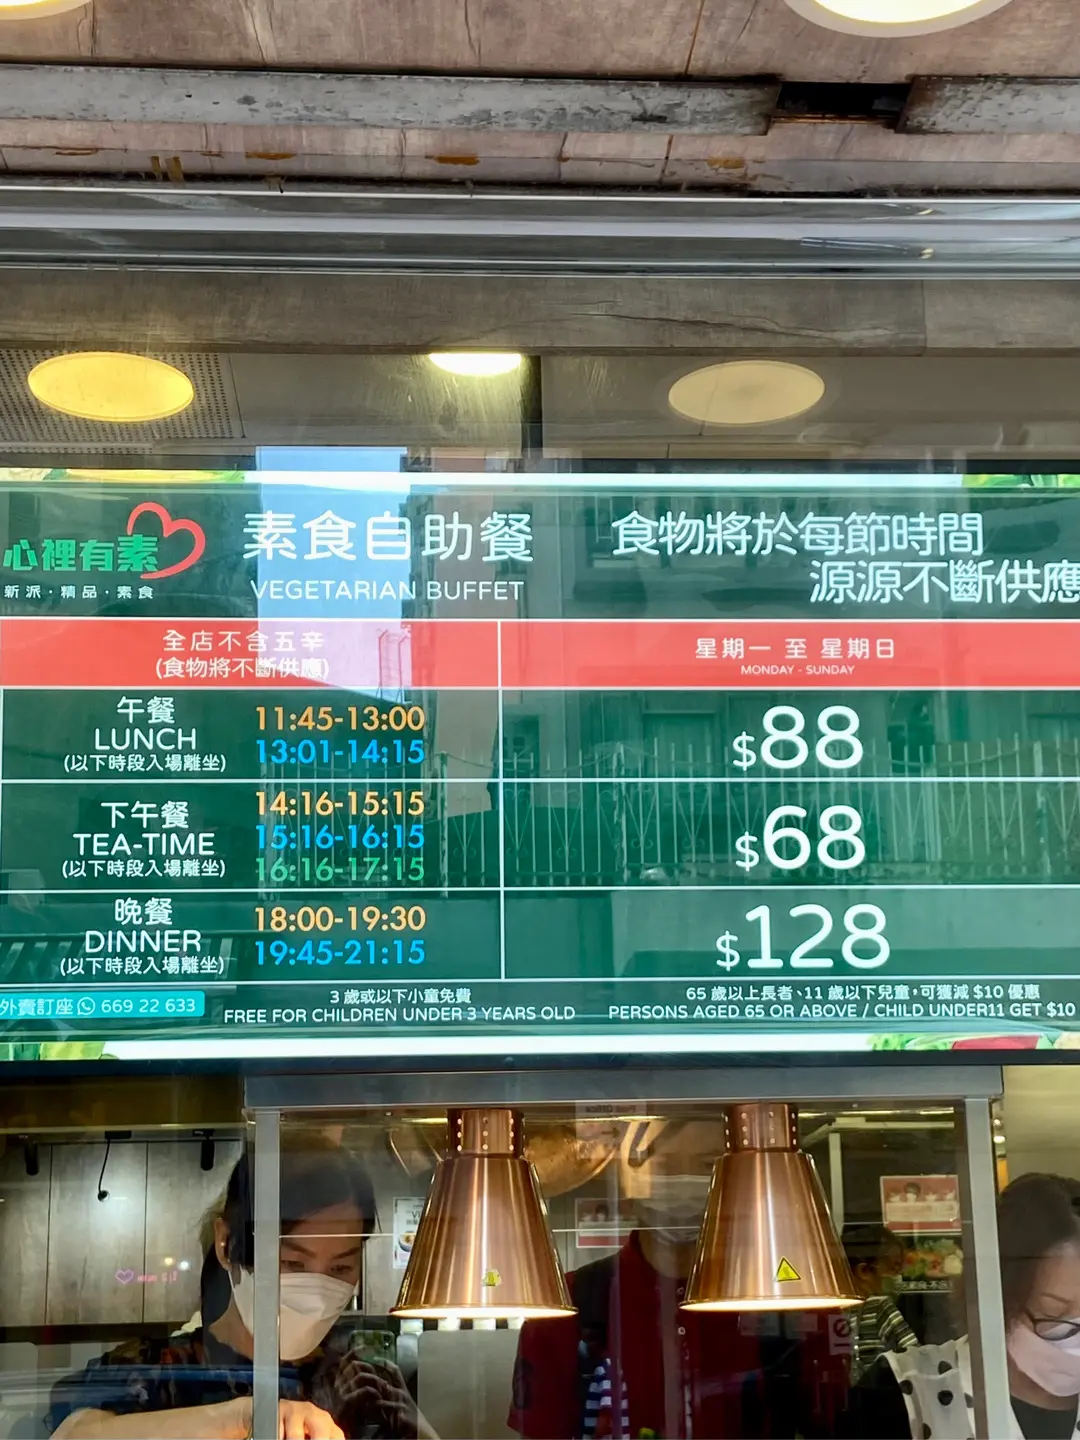 心裡有素
新派·精品·素食
素食自助餐
VEGETARIAN BUFFET
食物將於每節時間
源源不斷供應
全店不含五辛
(食物將不斷供應)
星期一 至 星期日
MONDAY - SUNDAY
午餐
LUNCH
(以下時段入場離坐)
11:45-13:00
13:01-14:15
$88
下午餐
TEA-TIME
(以下時段入場離坐)
14:16-15:15
15:16-16:15
16:16-17:15
$68
晚餐
DINNER
(以下時段入場離坐)
18:00-19:30
19:45-21:15
$128
外賣訂座 669 22 633
3 歲或以下小童免費
FREE FOR CHILDREN UNDER 3 YEARS OLD
65 歲以上長者、11 歲以下兒童，可獲減 $10 優惠
PERSONS AGED 65 OR ABOVE / CHILD UNDER11 GET $10